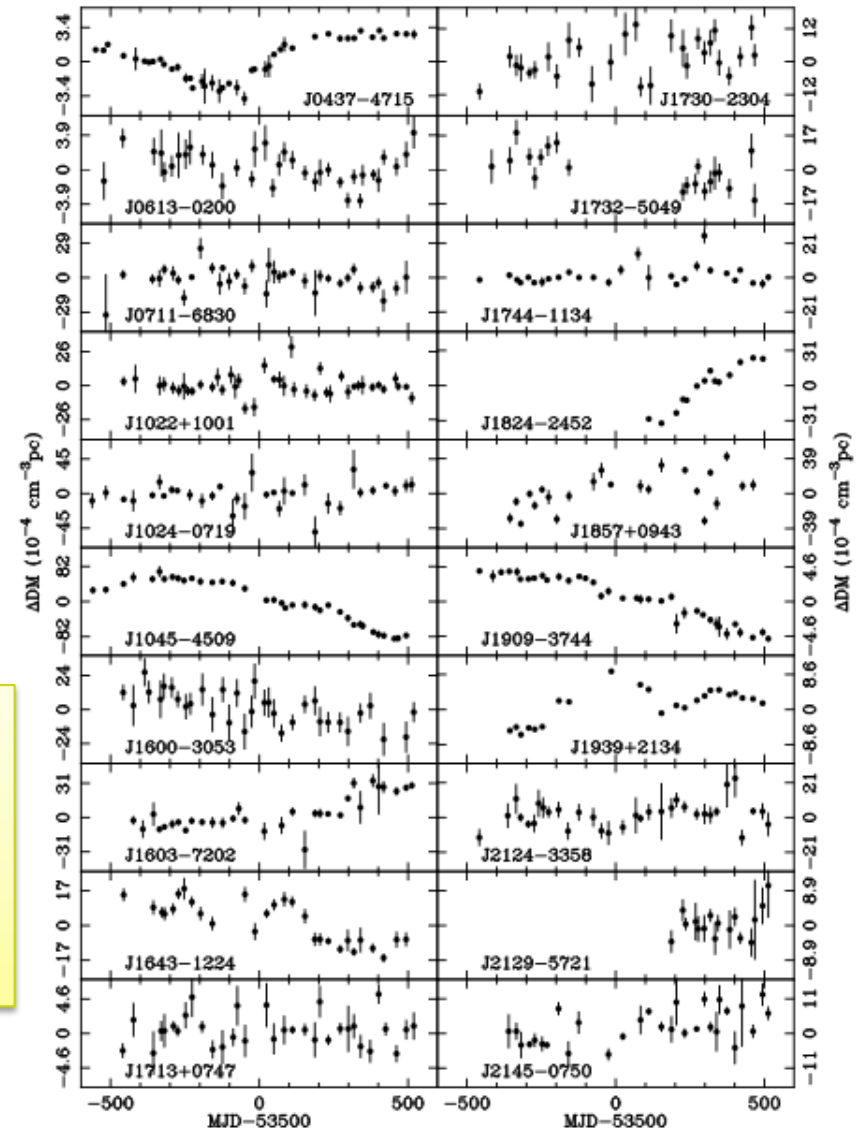 3.4 0 −3.4 J0437−4715
12 0 −12 J1730−2304
3.9 0 −3.9 J0613−0200
17 0 −17 J1732−5049
29 0 −29 J0711−6830
21 0 −21 J1744−1134
26 0 −26 J1022+1001
31 0 −31 J1824−2452
45 0 −45 J1024−0719
39 0 −39 J1857+0943
82 0 −82 J1045−4509
4.6 0 −4.6 J1909−3744
24 0 −24 J1600−3053
8.6 0 −8.6 J1939+2134
31 0 −31 J1603−7202
21 0 −21 J2124−3358
17 0 −17 J1643−1224
8.9 0 −8.9 J2129−5721
4.6 0 −4.6 J1713+0747
11 0 −11 J2145−0750
ΔDM (10⁻⁴ cm⁻³pc)
ΔDM (10⁻⁴ cm⁻³pc)
−500 0 500
−500 0 500
MJD−53500
MJD−53500